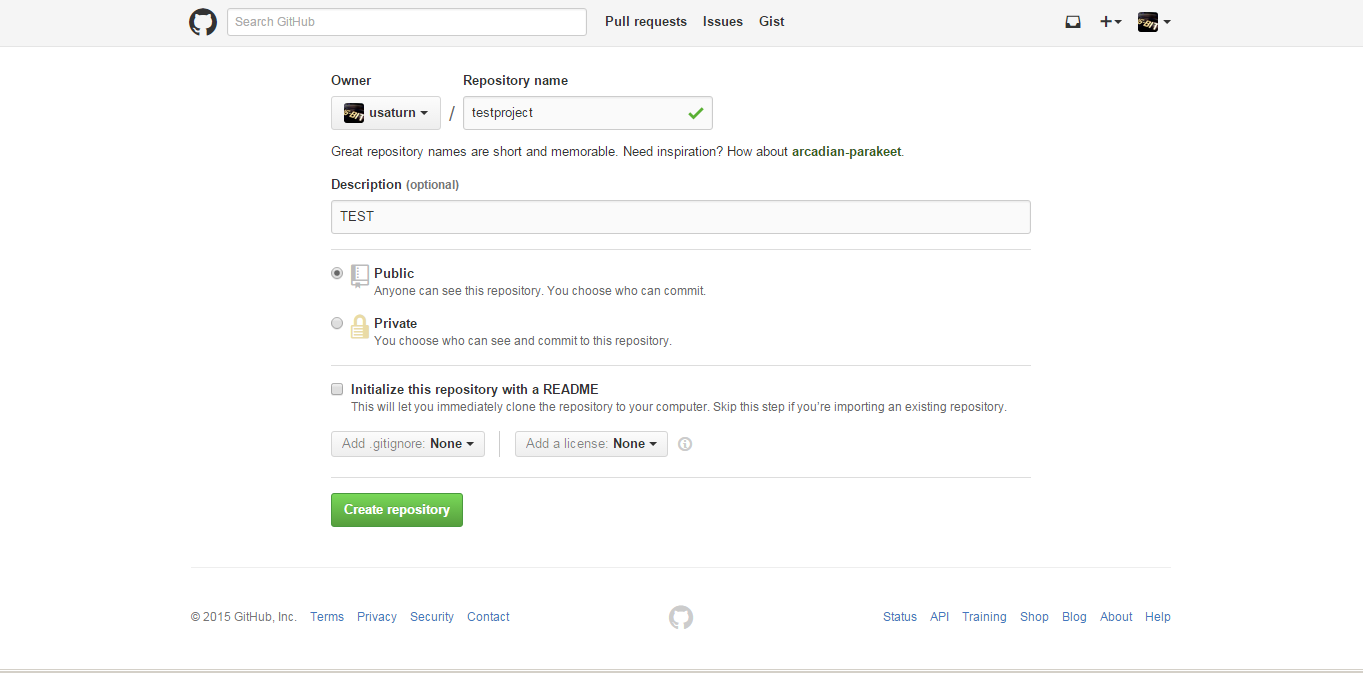 Search GitHub Pull requests Issues Gist
Owner Repository name
usaturn / testproject
Great repository names are short and memorable. Need inspiration? How about arcadian-parakeet.
Description (optional)
TEST
Public
Anyone can see this repository. You choose who can commit.
Private
You choose who can see and commit to this repository.
Initialize this repository with a README
This will let you immediately clone the repository to your computer. Skip this step if you're importing an existing repository.
Add .gitignore: None Add a license: None
Create repository
© 2015 GitHub, Inc. Terms Privacy Security Contact Status API Training Shop Blog About Help